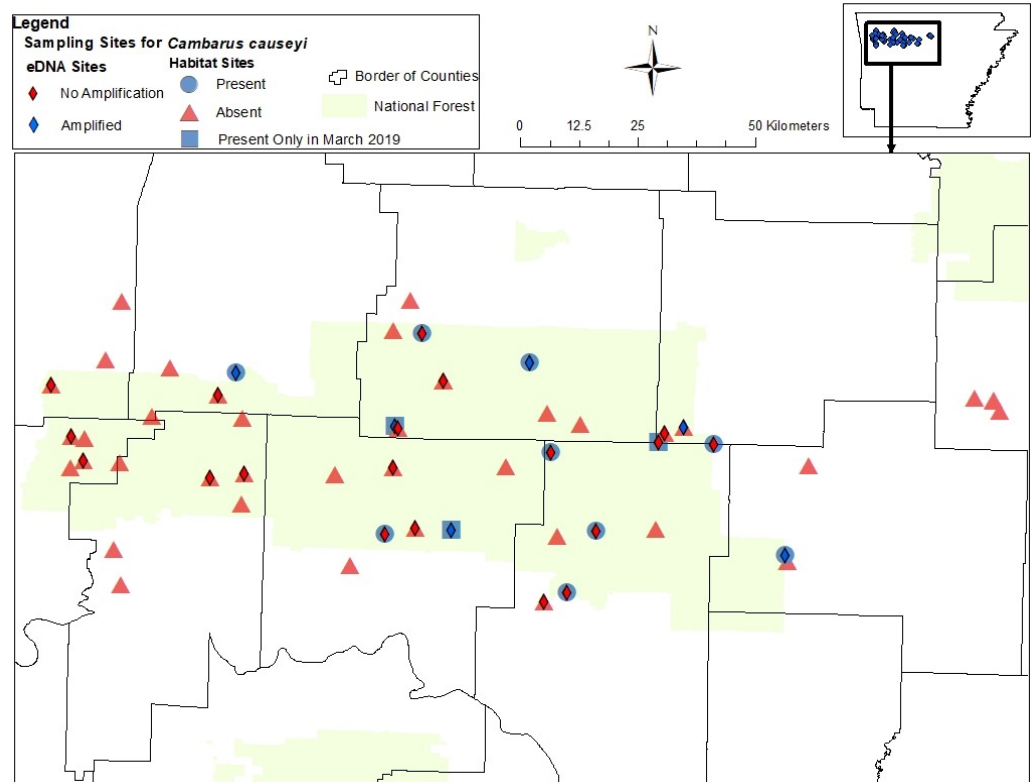 Legend
Sampling Sites for Cambarus causeyi
eDNA Sites
No Amplification
Amplified
Habitat Sites
Present
Absent
Present Only in March 2019
Border of Counties
National Forest
N
0 12.5 25 50 Kilometers